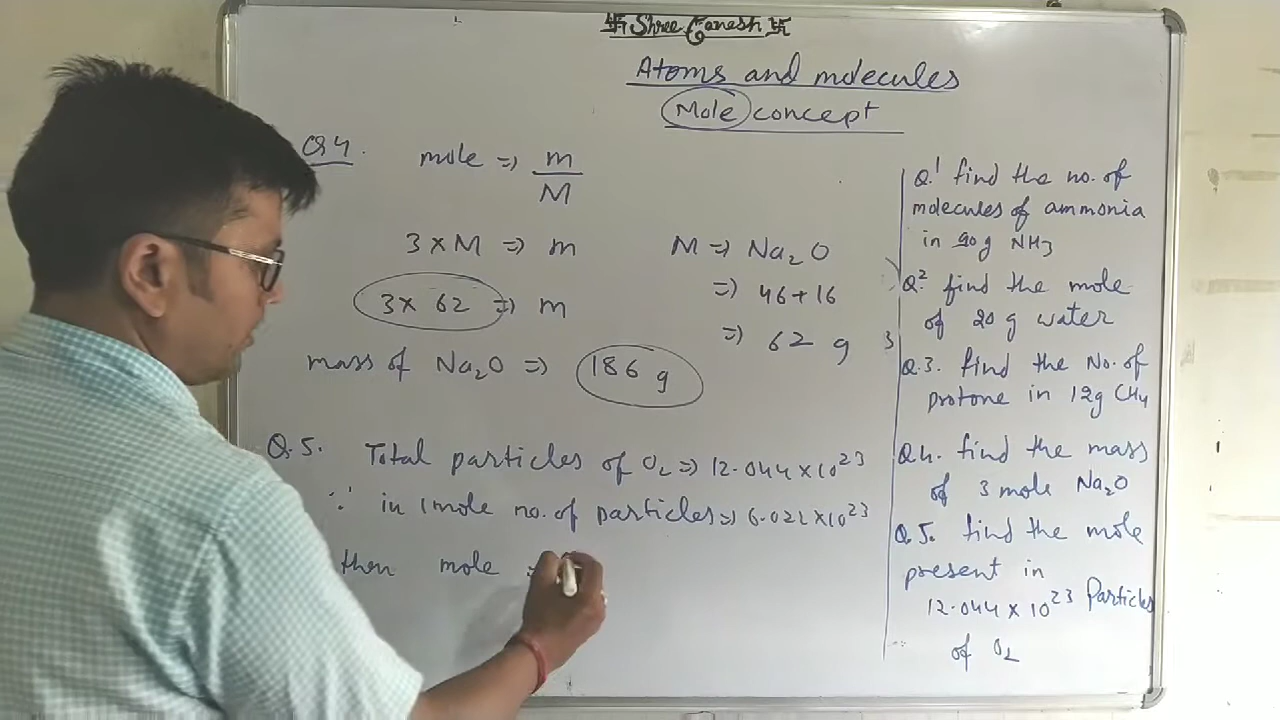 卐 Shree Ganesh 卐
Atoms and molecules
Mole concept
Q4.
mole => m
M
3 x M => m
3 x 62 => m
mass of Na2O => 186 g
M => Na2O
=> 46+16
=> 62 g
Q.5. Total particles of O2 => 12.044 x 10^23
∵ in 1 mole no. of particles => 6.022 x 10^23
then mole
Q.1 find the no. of
molecules of ammonia
in 90g NH3
Q.2 find the mole
of 20 g water
Q.3. find the No. of
protone in 12g CH4
Q4. find the mass
of 3 mole Na2O
Q.5. find the mole
present in
12.044 x 10^23 Particles
of O2